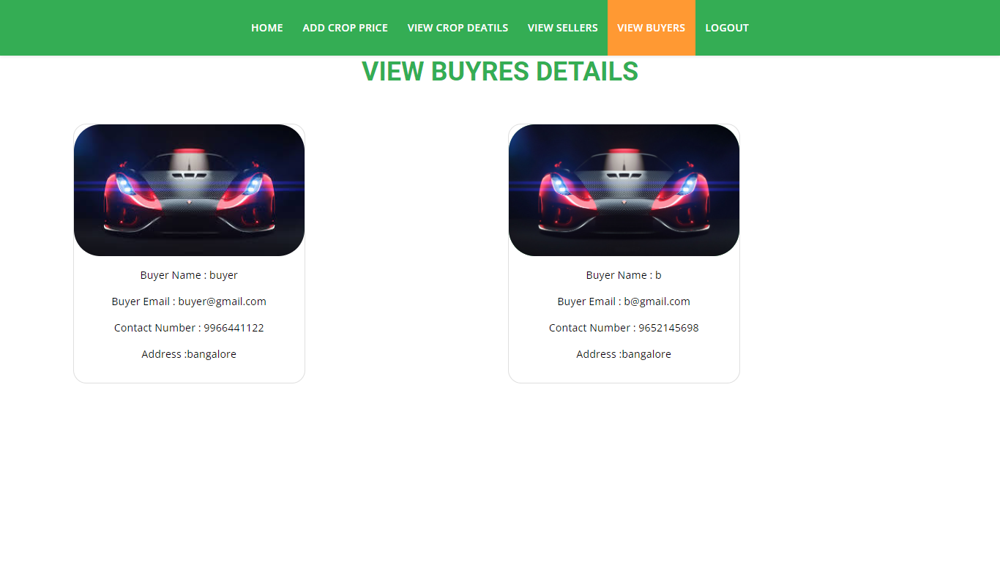 HOME ADD CROP PRICE VIEW CROP DEATILS VIEW SELLERS VIEW BUYERS LOGOUT
VIEW BUYRES DETAILS
Buyer Name : buyer
Buyer Email : buyer@gmail.com
Contact Number : 9966441122
Address :bangalore
Buyer Name : b
Buyer Email : b@gmail.com
Contact Number : 9652145698
Address :bangalore